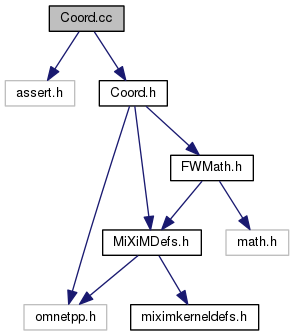 Coord.cc
assert.h
Coord.h
FWMath.h
MiXiMDefs.h
math.h
omnetpp.h
miximkerneldefs.h